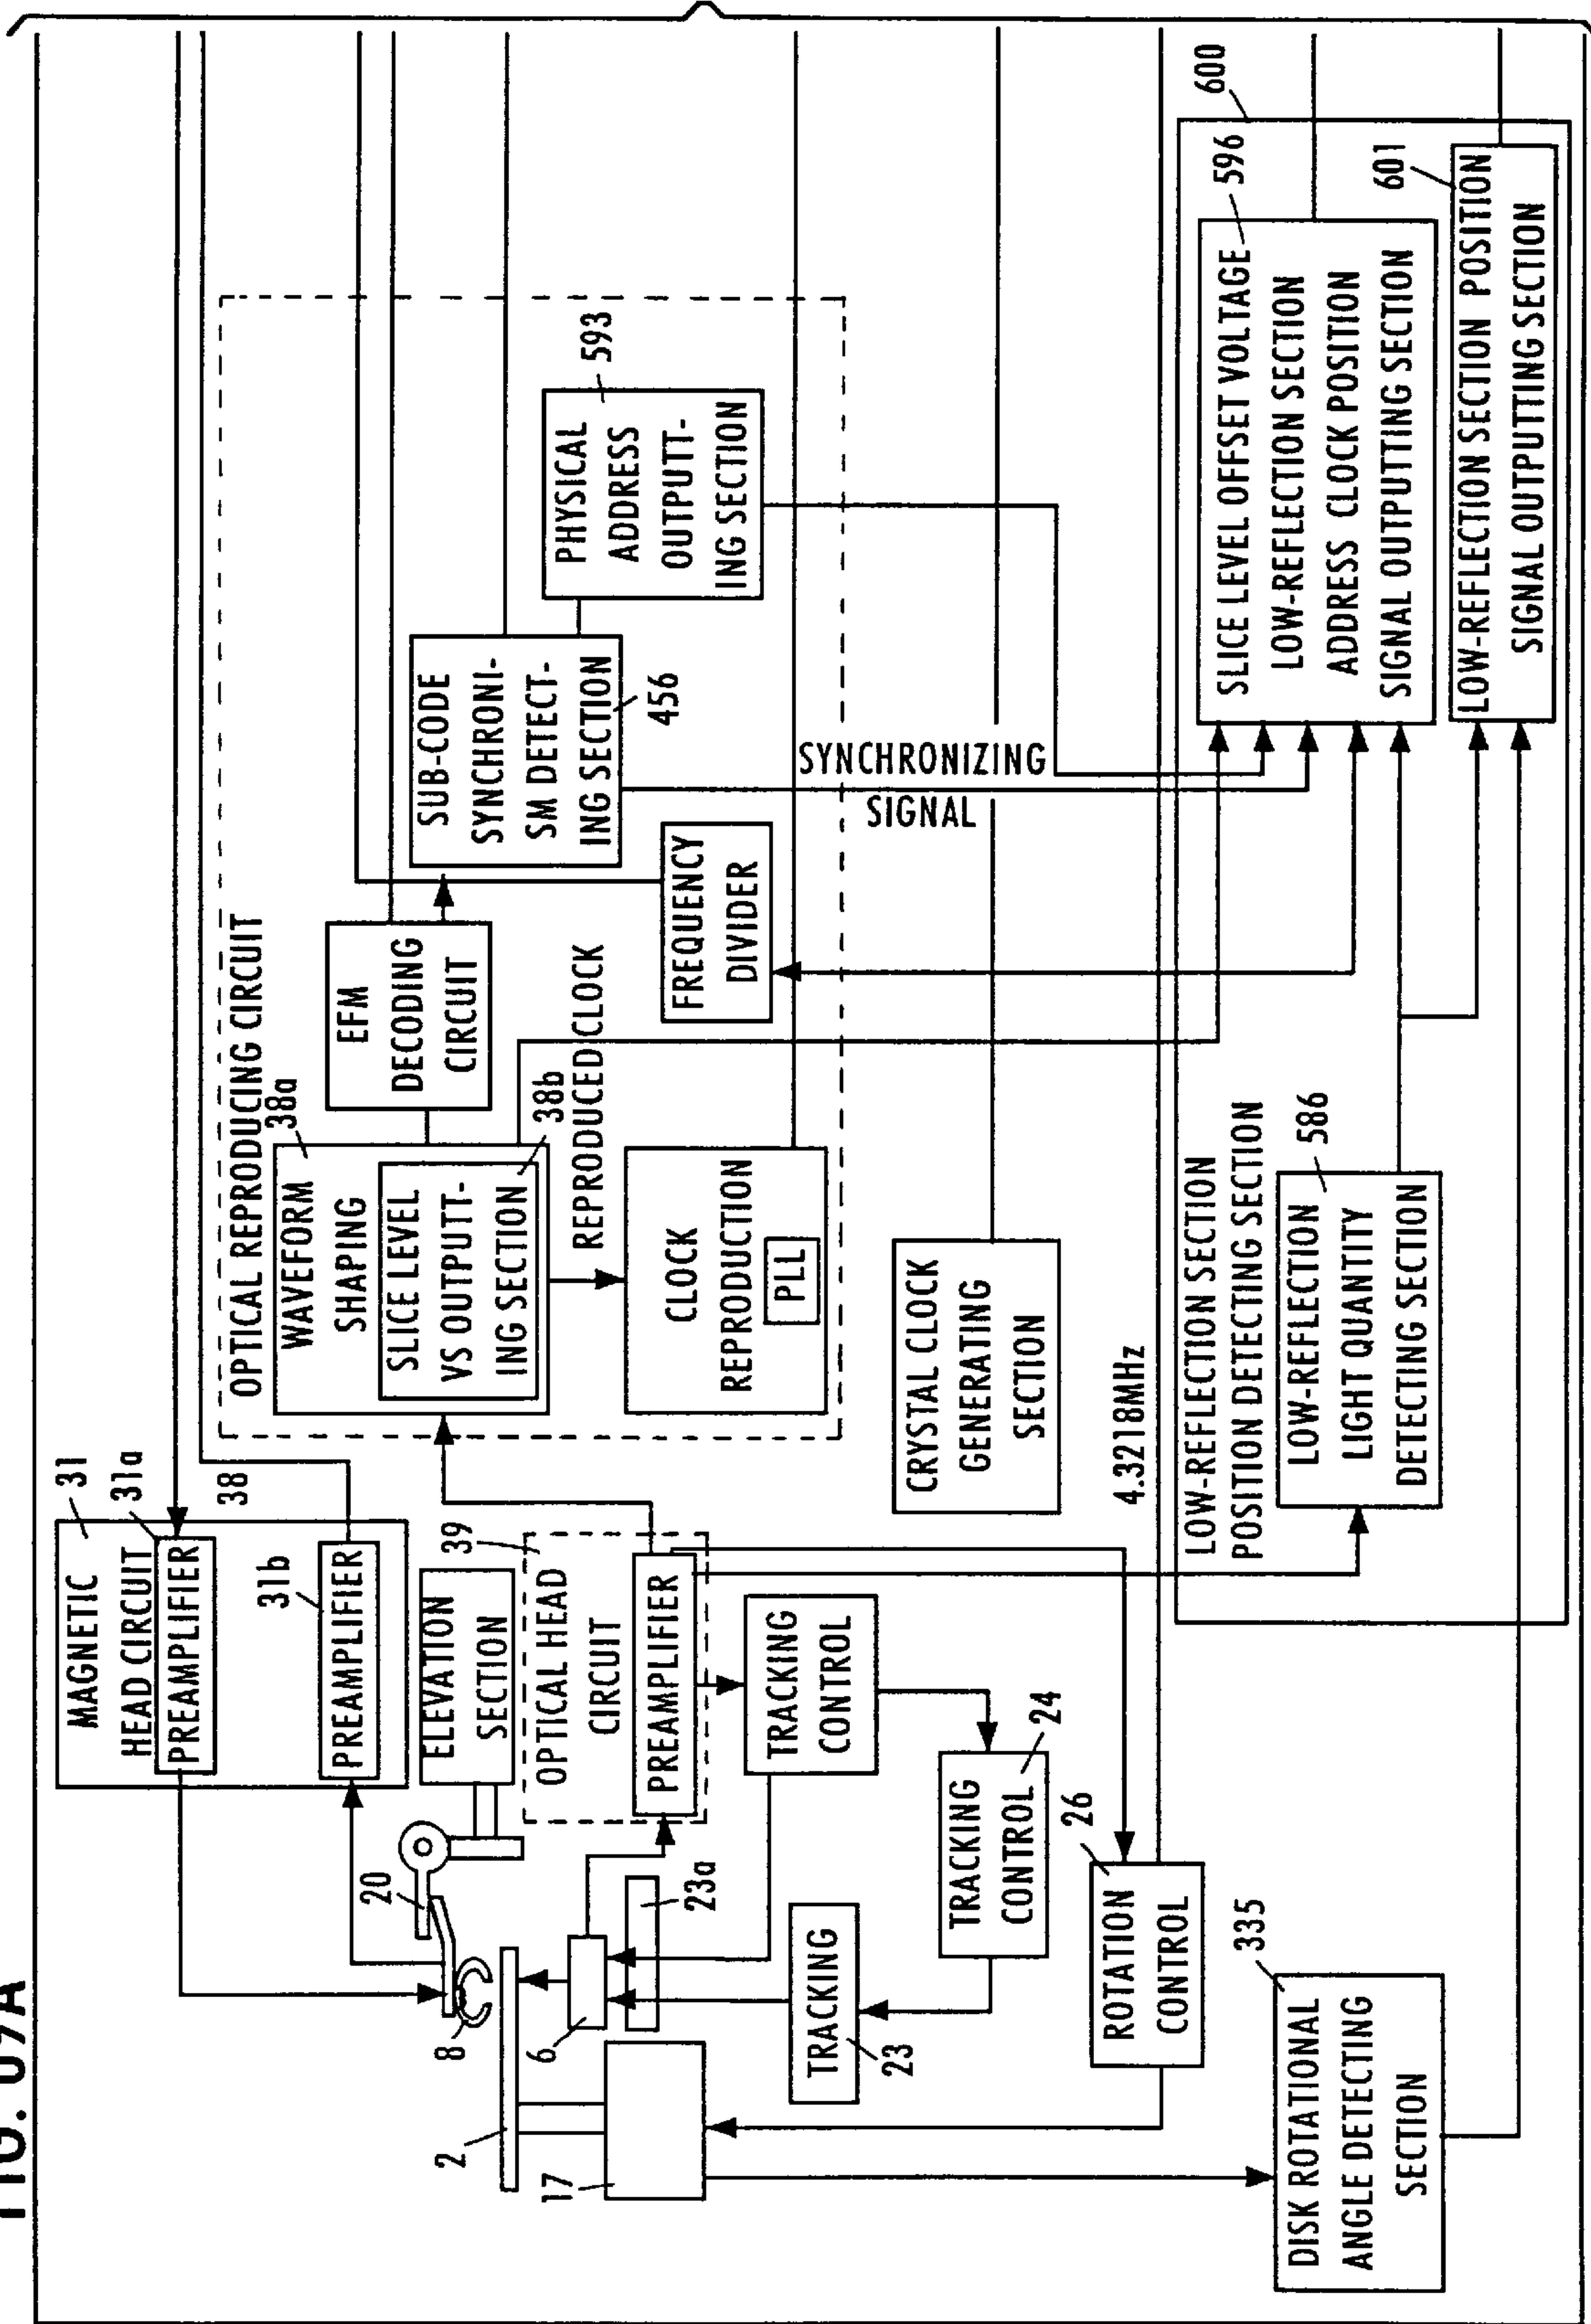 31
MAGNETIC
HEAD CIRCUIT
31a
PREAMPLIFIER
31b
PREAMPLIFIER
38
20
8
ELEVATION
SECTION
39
OPTICAL HEAD
CIRCUIT
PREAMPLIFIER
2
6
17
23a
TRACKING
CONTROL
TRACKING
23
TRACKING
CONTROL
24
26
ROTATION
CONTROL
335
DISK ROTATIONAL
ANGLE DETECTING
SECTION
OPTICAL REPRODUCING CIRCUIT
38a
WAVEFORM
SHAPING
SLICE LEVEL
VS OUTPUTT-
ING SECTION
38b
REPRODUCED CLOCK
CLOCK
REPRODUCTION
PLL
EFM
DECODING
CIRCUIT
FREQUENCY
DIVIDER
SUB-CODE
SYNCHRONI-
SM DETECT-
ING SECTION
456
PHYSICAL
ADDRESS
OUTPUTT-
ING SECTION
593
SYNCHRONIZING
SIGNAL
CRYSTAL CLOCK
GENERATING
SECTION
4.3218MHz
LOW-REFLECTION SECTION
POSITION DETECTING SECTION
586
LOW-REFLECTION
LIGHT QUANTITY
DETECTING SECTION
600
596
SLICE LEVEL OFFSET VOLTAGE
LOW-REFLECTION SECTION
ADDRESS CLOCK POSITION
SIGNAL OUTPUTING SECTION
601
LOW-REFLECTION SECTION POSITION
SIGNAL OUTPUTTING SECTION